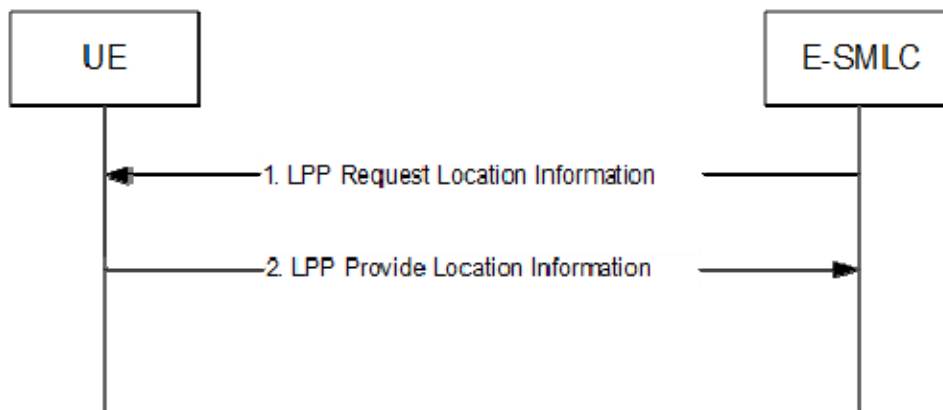 UE
E-SMLC
1. LPP Request Location Information
2. LPP Provide Location Information